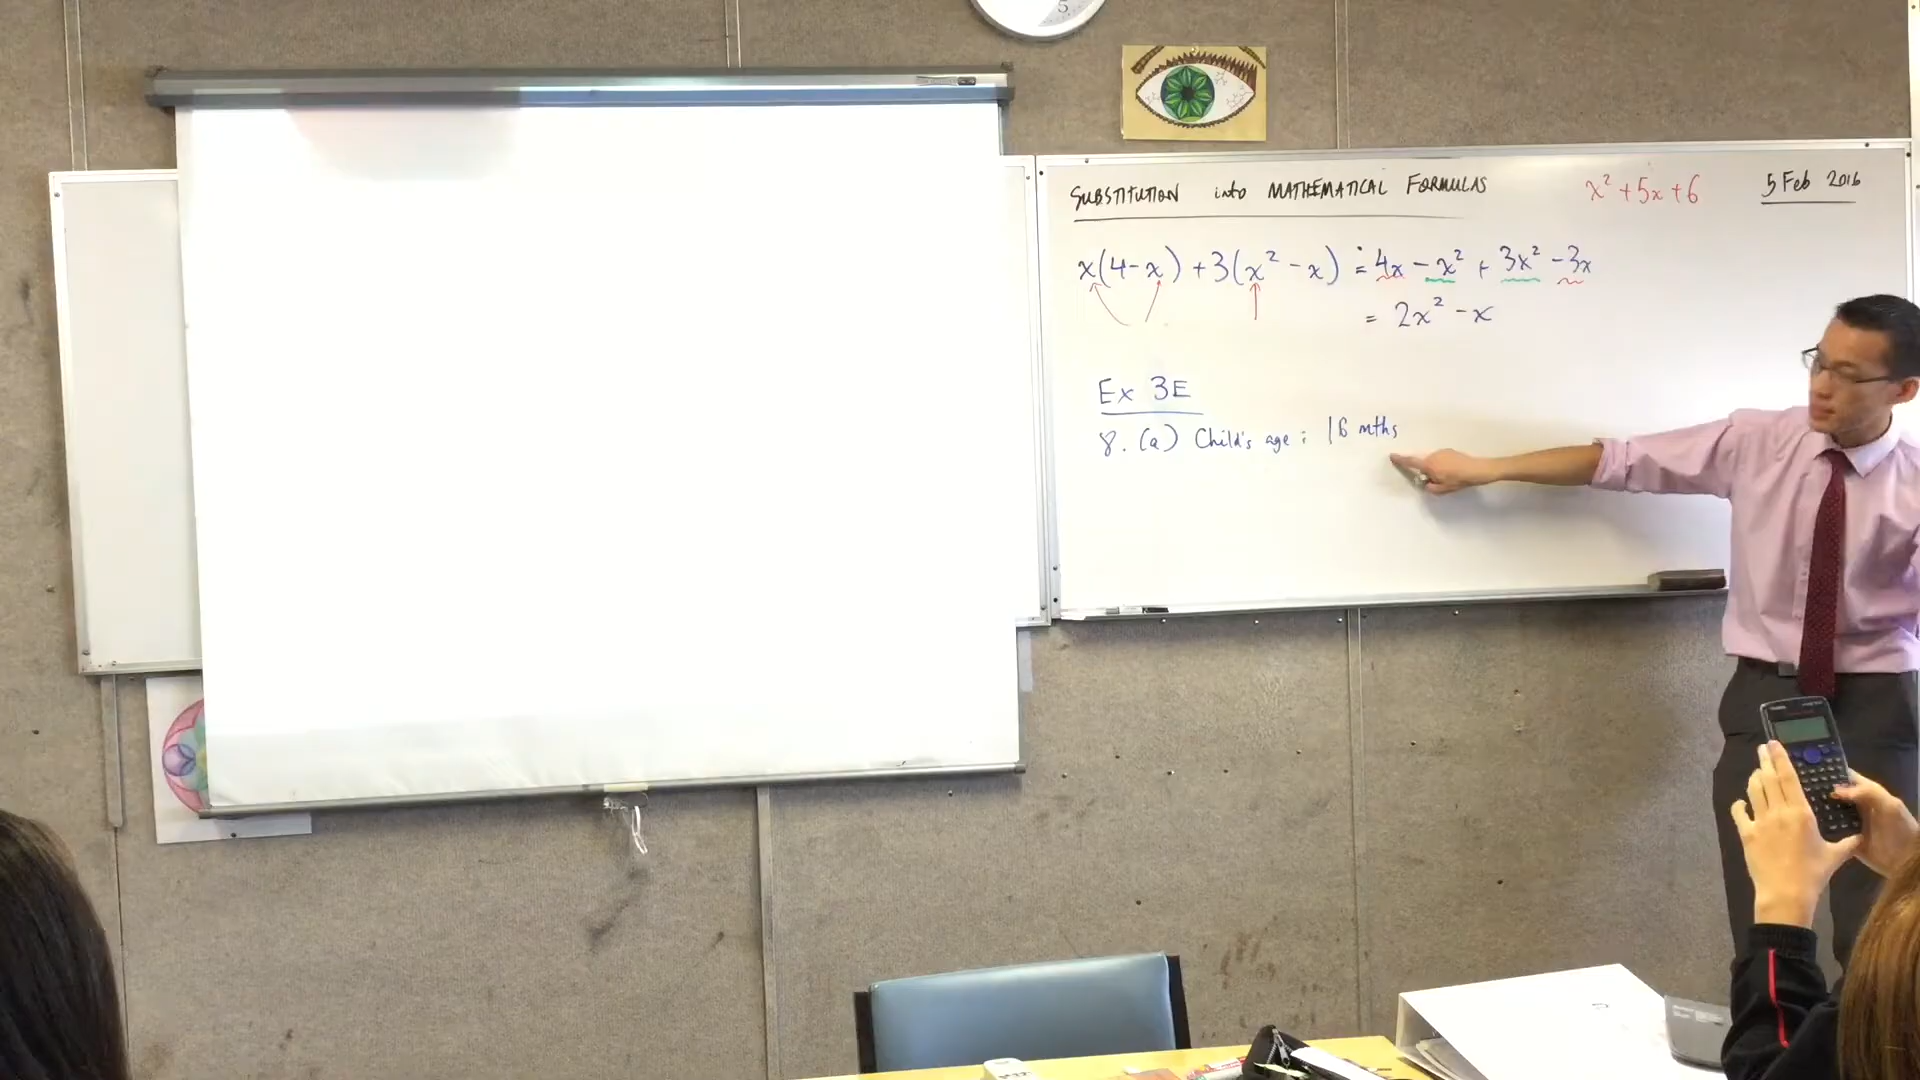 SUBSTITUTION into MATHEMATICAL FORMULAS
x² + 5x + 6
5 Feb 2016
x(4-x) + 3(x² - x) = 4x - x² + 3x² - 3x
= 2x² - x
Ex 3E
8. (a) Child's age : 16 mths
5